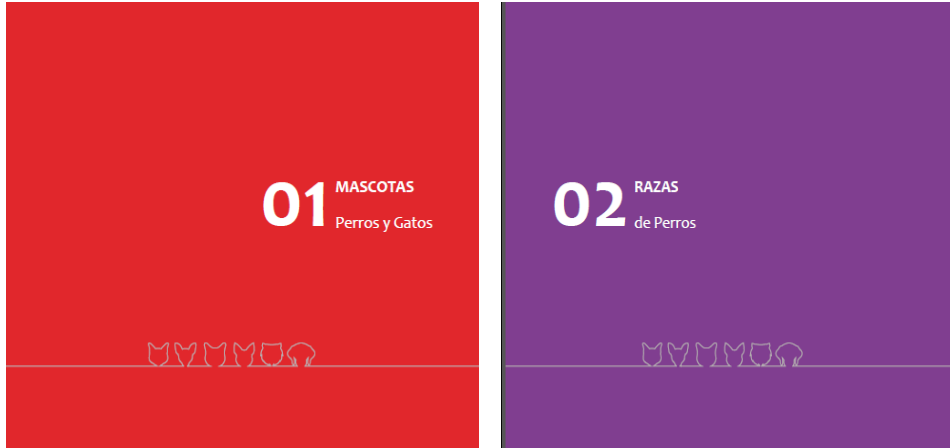 01
MASCOTAS
Perros y Gatos
02
RAZAS
de Perros